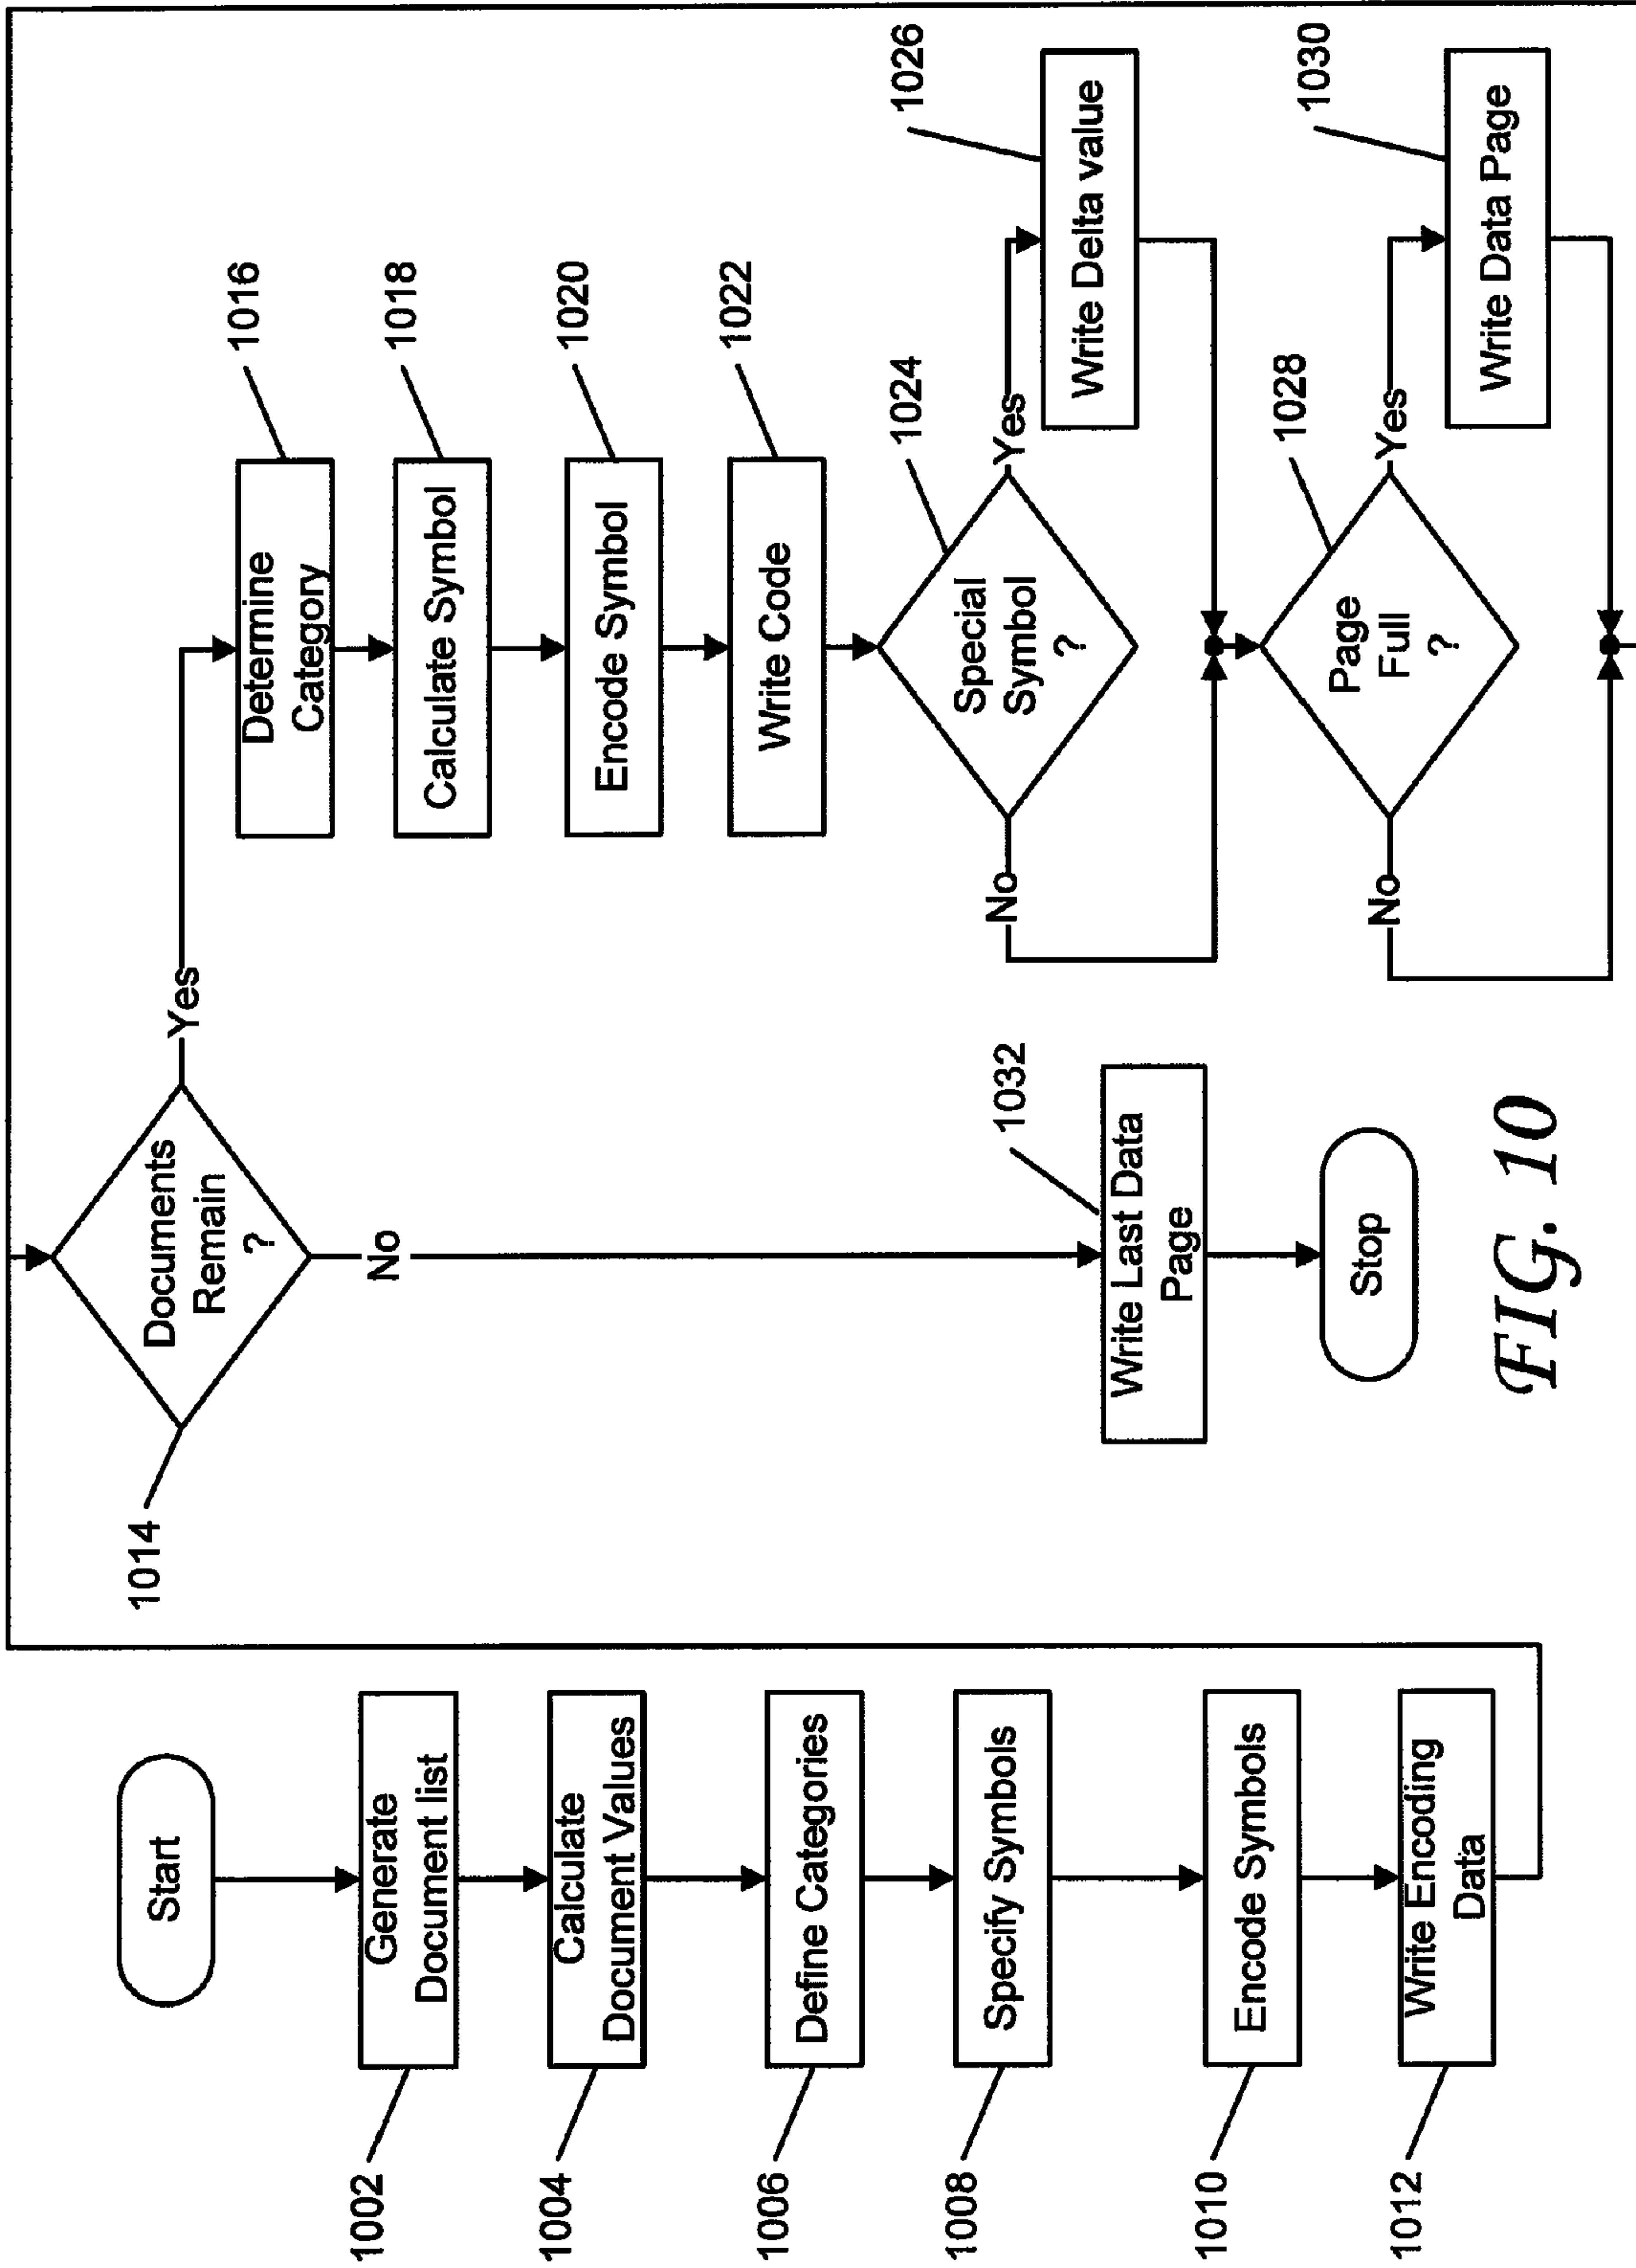 Start
Generate
Document list
1002
Calculate
Document Values
1004
Define Categories
1006
Specify Symbols
1008
Encode Symbols
1010
Write Encoding
Data
1012
Documents
Remain
?
1014
Yes
No
Determine
Category
1016
Calculate Symbol
1018
Encode Symbol
1020
Write Code
1022
Special
Symbol
?
1024
Yes
No
Write Delta value
1026
Page
Full
?
1028
Yes
No
Write Data Page
1030
Write Last Data
Page
1032
Stop
FIG. 10